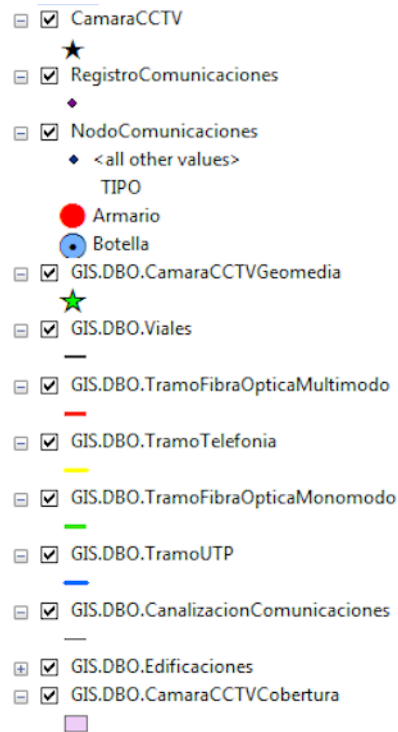 CamaraCCTV
RegistroComunicaciones
NodoComunicaciones
<all other values>
TIPO
Armario
Botella
GIS.DBO.CamaraCCTVGeomedia
GIS.DBO.Viales
GIS.DBO.TramoFibraOpticaMultimodo
GIS.DBO.TramoTelefonia
GIS.DBO.TramoFibraOpticaMonomodo
GIS.DBO.TramoUTP
GIS.DBO.CanalizacionComunicaciones
GIS.DBO.Edificaciones
GIS.DBO.CamaraCCTVCobertura